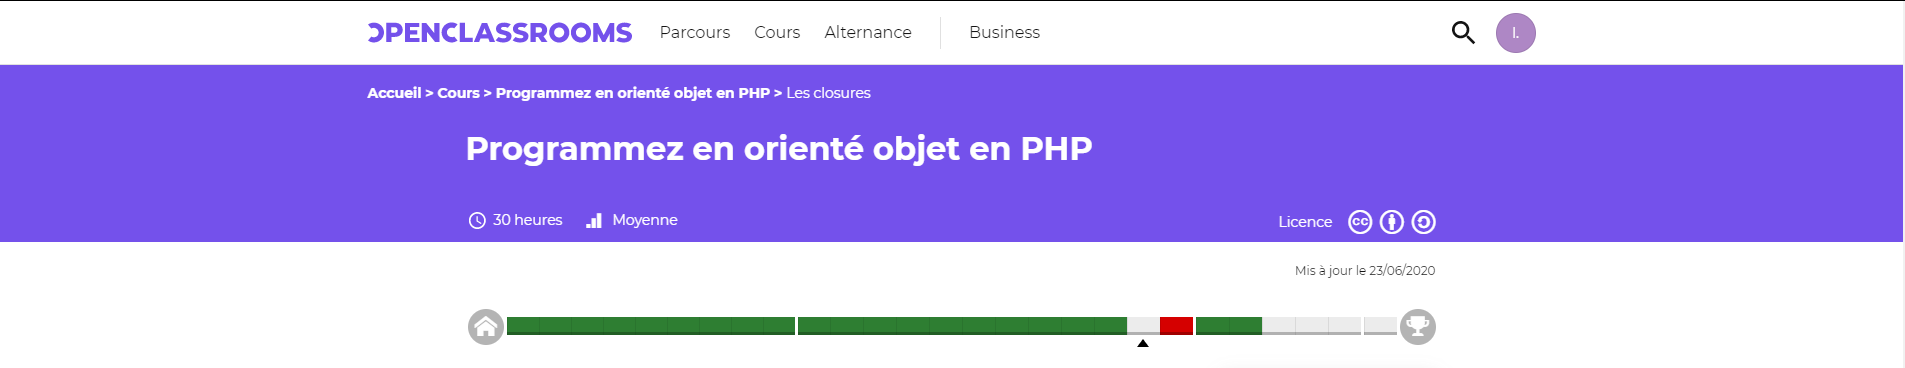 OPENCLASSROOMS Parcours Cours Alternance Business I.
Accueil > Cours > Programmez en orienté objet en PHP > Les closures
Programmez en orienté objet en PHP
30 heures Moyenne Licence cc
Mis à jour le 23/06/2020